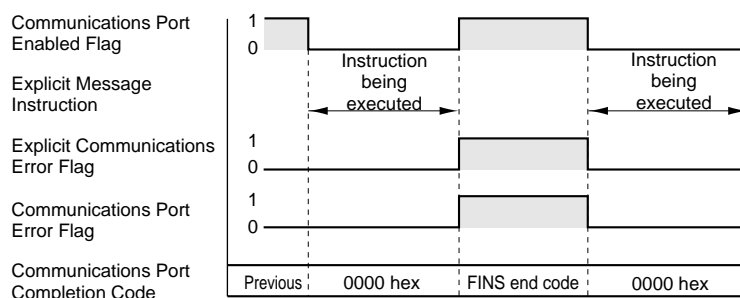 Communications Port
Enabled Flag
1
0
Explicit Message
Instruction
Instruction
being
executed
Instruction
being
executed
Explicit Communications
Error Flag
1
0
Communications Port
Error Flag
1
0
Communications Port
Completion Code
Previous
0000 hex
FINS end code
0000 hex